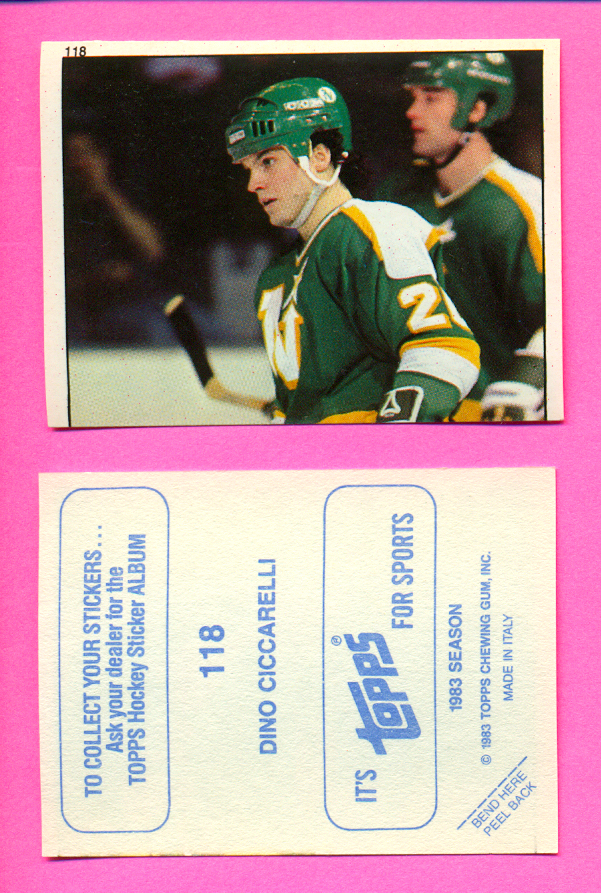 118
N
N
2
TO COLLECT YOUR STICKERS...
Ask your dealer for the
TOPPS Hockey Sticker ALBUM
118
DINO CICCARELLI
IT'S topps® FOR SPORTS
1983 SEASON
© 1983 TOPPS CHEWING GUM, INC.
MADE IN ITALY
BEND HERE
PEEL BACK